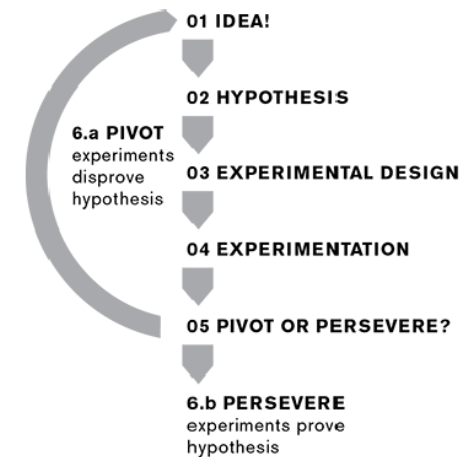 01 IDEA!
02 HYPOTHESIS
6.a PIVOT
experiments
disprove
hypothesis
03 EXPERIMENTAL DESIGN
04 EXPERIMENTATION
05 PIVOT OR PERSEVERE?
6.b PERSEVERE
experiments prove
hypothesis